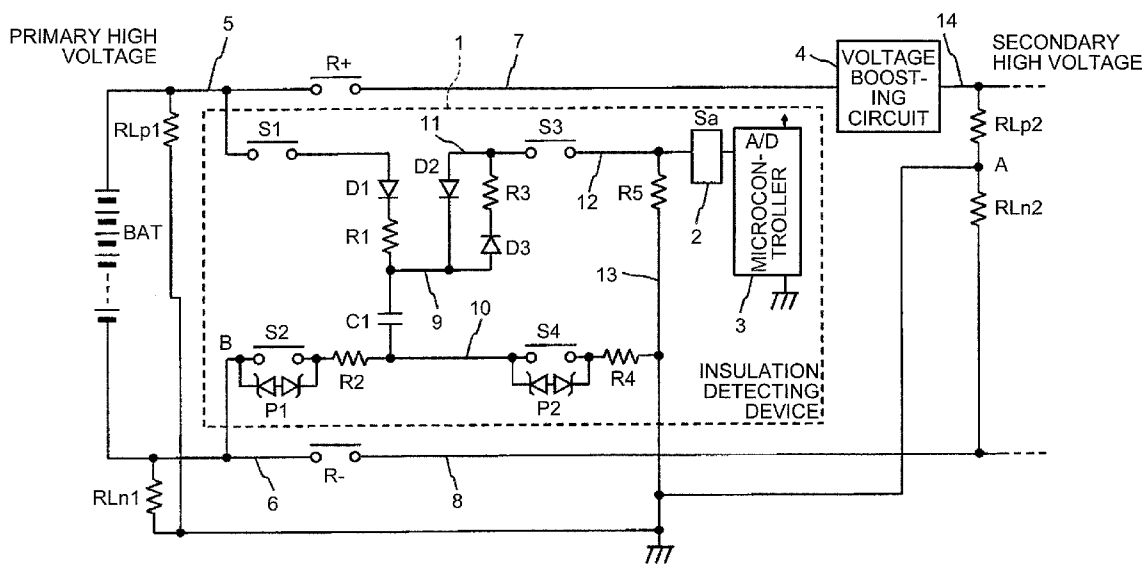 PRIMARY HIGH
VOLTAGE
5
1
7
4
14
SECONDARY
HIGH VOLTAGE
R+
VOLTAGE
BOOST-
ING
CIRCUIT
RLp1
S1
11
S3
Sa
A/D
MICROCON-
TROLLER
RLp2
A
D1
D2
R3
12
R5
2
RLn2
BAT
R1
D3
13
3
C1
9
10
B
S2
R2
S4
R4
P1
P2
INSULATION
DETECTING
DEVICE
RLn1
6
R-
8